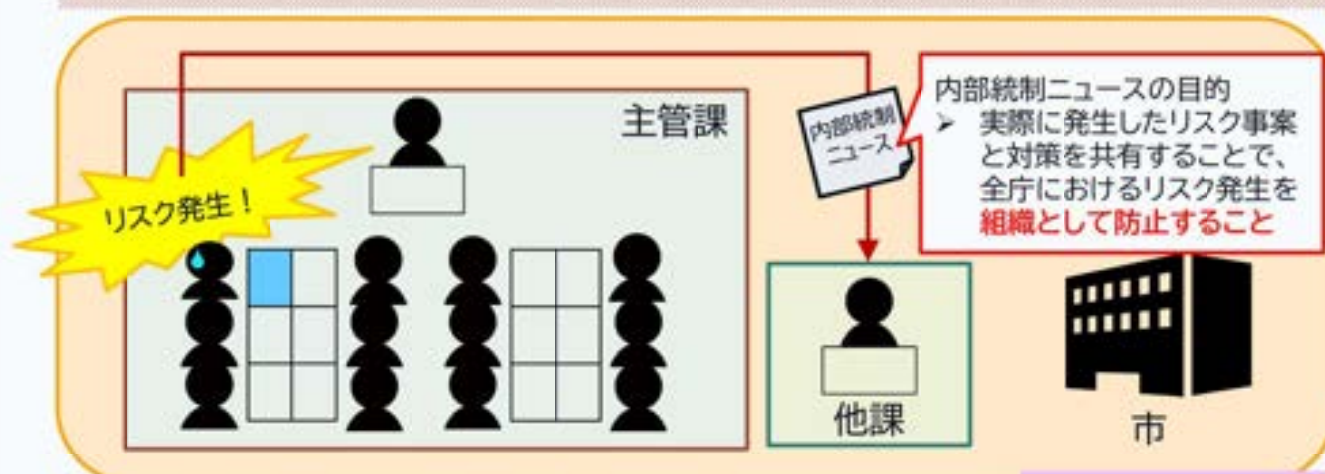 主管課
リスク発生！
内部統制
ニュース
内部統制ニュースの目的
➢ 実際に発生したリスク事案
と対策を共有することで、
全庁におけるリスク発生を
組織として防止すること
他課
市